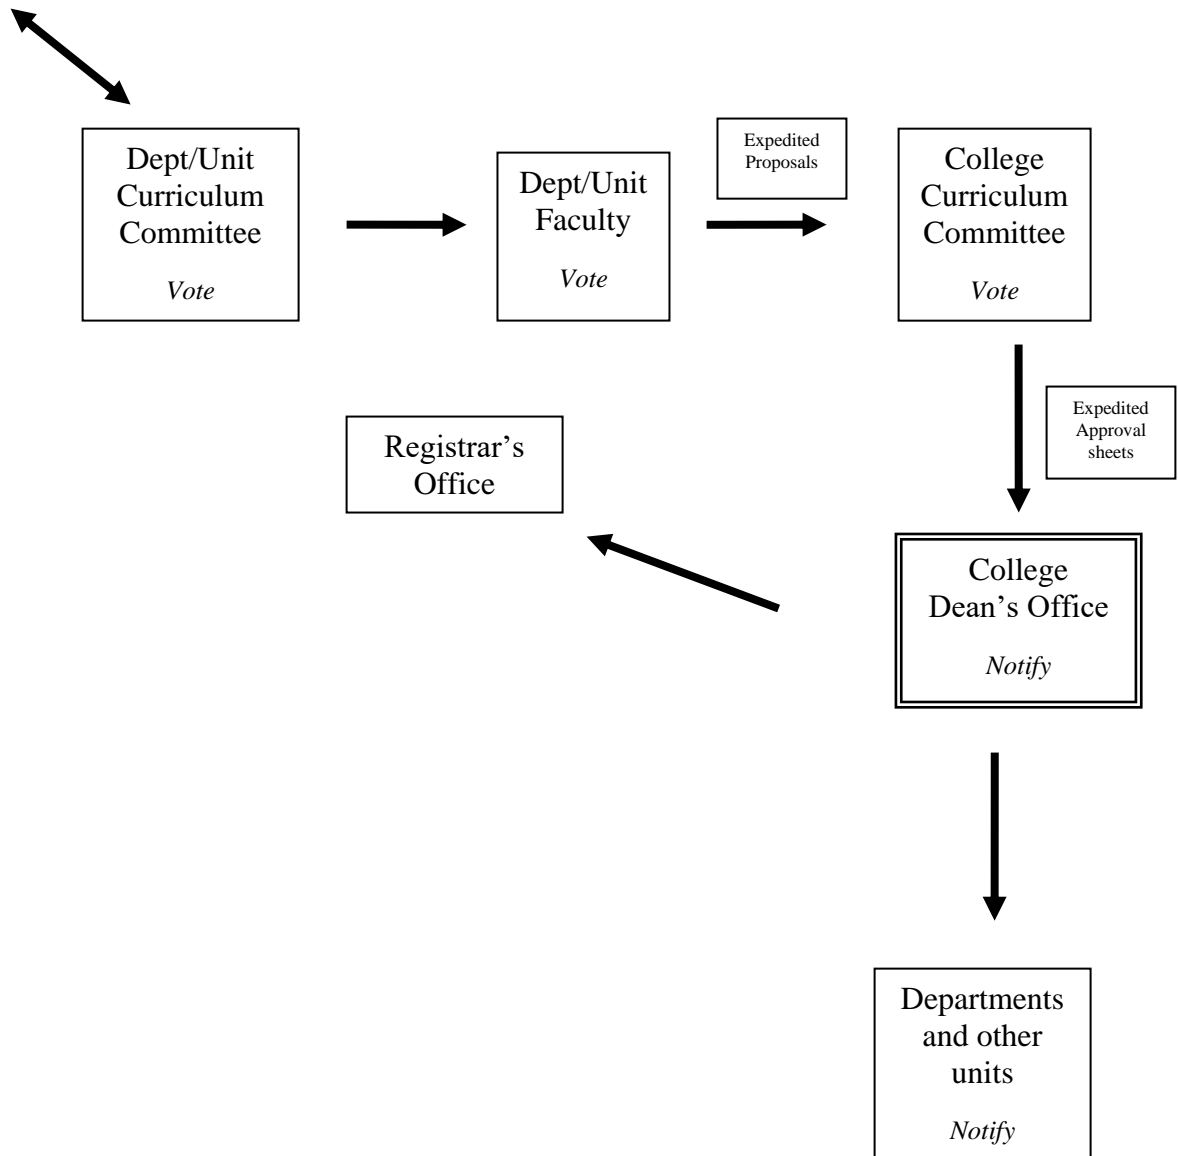 Dept/Unit
Curriculum
Committee
Vote
Dept/Unit
Faculty
Vote
Expedited
Proposals
College
Curriculum
Committee
Vote
Expedited
Approval
sheets
Registrar’s
Office
College
Dean’s Office
Notify
Departments
and other
units
Notify